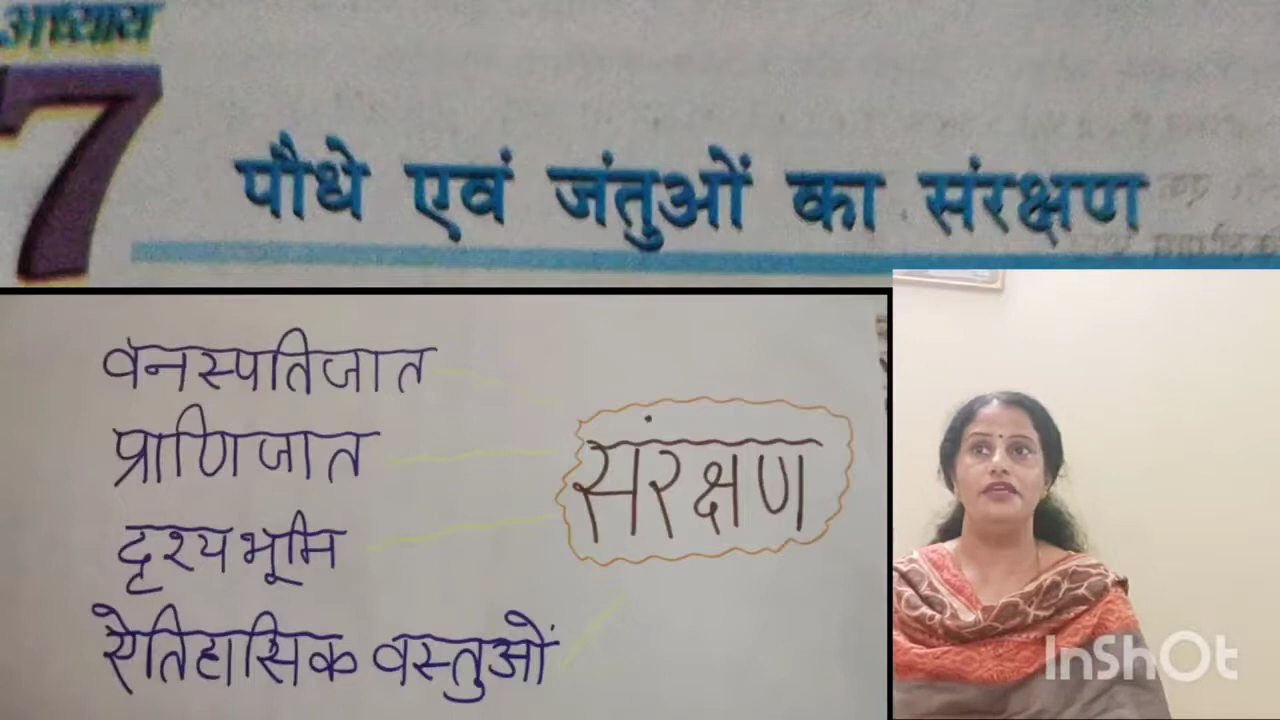 अध्याय
7
पौधे एवं जंतुओं का संरक्षण
वनस्पतिजात
प्राणिजात
दृश्यभूमि
ऐतिहासिक वस्तुओं
संरक्षण
InShOt